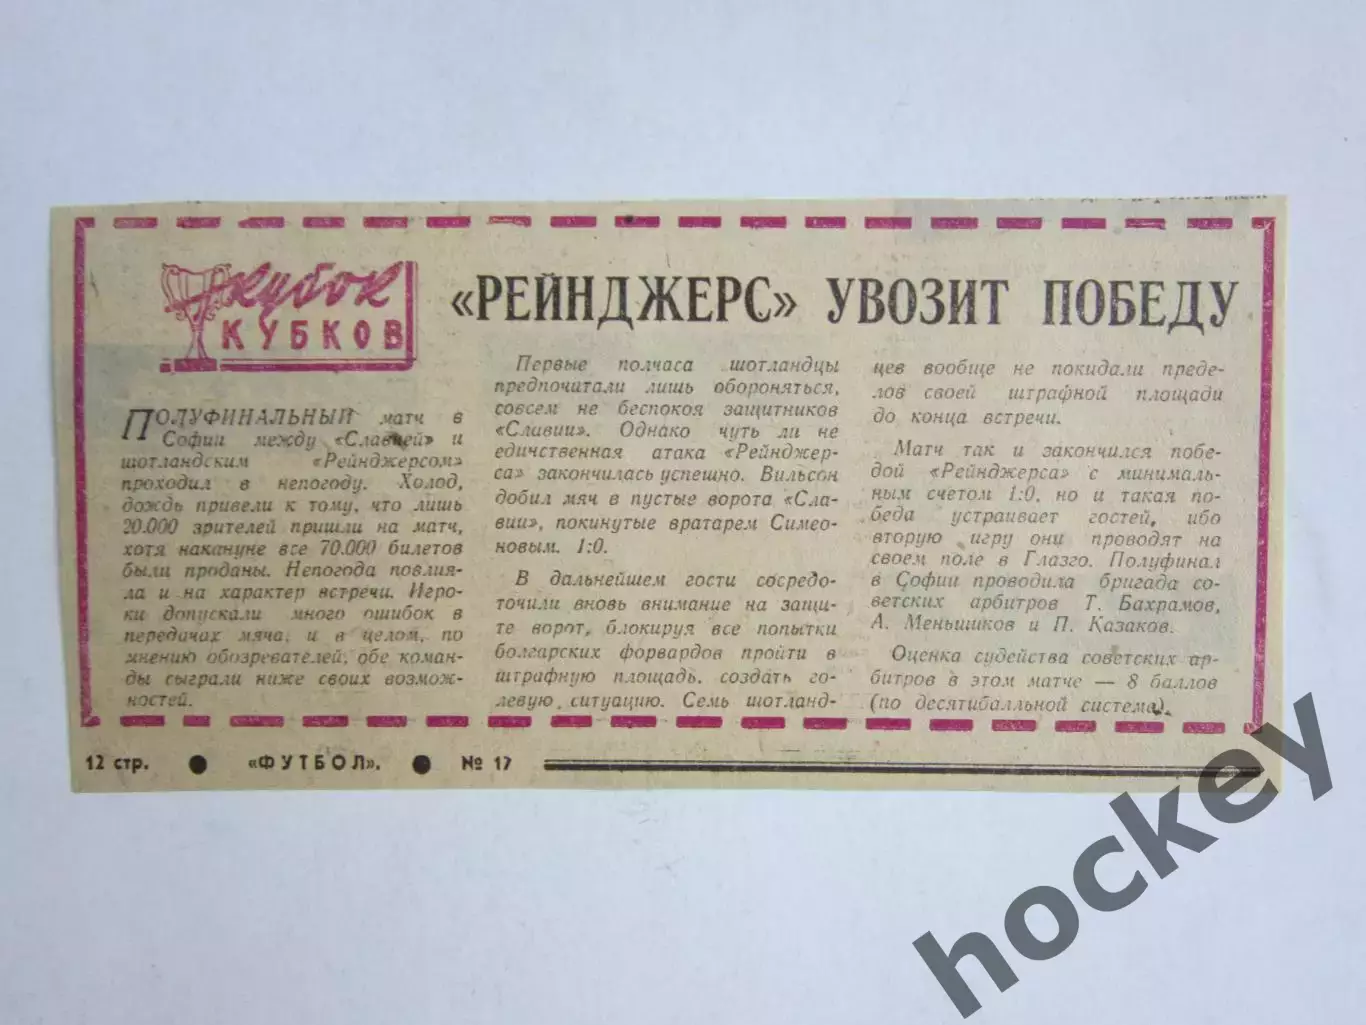 Кубок
КУБКОВ
«РЕЙНДЖЕРС» УВОЗИТ ПОБЕДУ
ПОЛУФИНАЛЬНЫЙ матч в
Софии между «Славией» и
шотландским «Рейнджерсом»
проходил в непогоду. Холод,
дождь привели к тому, что лишь
20.000 зрителей пришли на матч,
хотя накануне все 70.000 билетов
были проданы. Непогода повлия-
ла и на характер встречи. Игро-
ки допускали много ошибок в
передачах мяча, и в целом, по
мнению обозревателей, обе коман-
ды сыграли ниже своих возмож-
ностей.
Первые полчаса шотландцы
предпочитали лишь обороняться,
совсем не беспокоя защитников
«Славии». Однако чуть ли не
единственная атака «Рейнджер-
са» закончилась успешно. Вильсон
добил мяч в пустые ворота «Сла-
вии», покинутые вратарем Симео-
новым. 1:0.
В дальнейшем гости сосредо-
точили вновь внимание на защи-
те ворот, блокируя все попытки
болгарских форвардов пройти в
штрафную площадь, создать го-
левую ситуацию. Семь шотланд-
цев вообще не покидали преде-
лов своей штрафной площади
до конца встречи.
Матч так и закончился побе-
дой «Рейнджерса» с минималь-
ным счетом 1:0, но и такая по-
беда устраивает гостей, ибо
вторую игру они проводят на
своем поле в Глазго. Полуфинал
в Софии проводила бригада со-
ветских арбитров Т. Бахрамов,
А. Меньшиков и П. Казаков.
Оценка судейства советских ар-
битров в этом матче — 8 баллов
(по десятибалльной система).
12 стр. ● «ФУТБОЛ». ● № 17
hockey